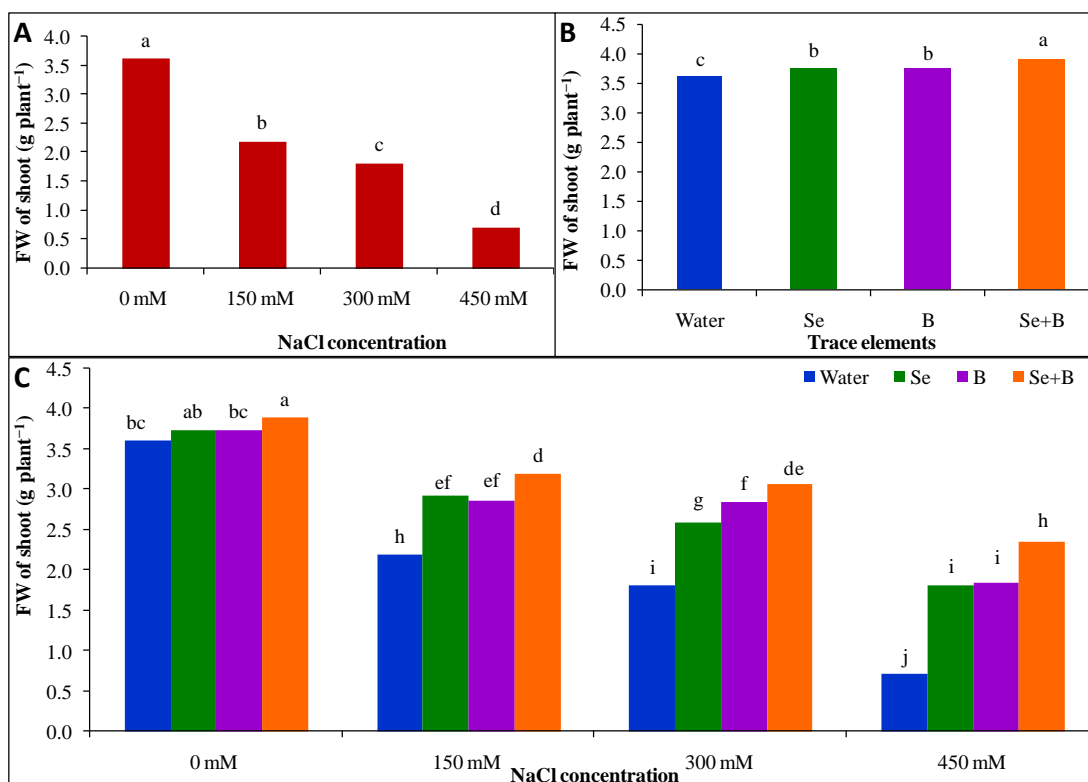 A
FW of shoot (g plant⁻¹)
4.0
3.5
3.0
2.5
2.0
1.5
1.0
0.5
0.0
a
b
c
d
0 mM 150 mM 300 mM 450 mM
NaCl concentration
B
FW of shoot (g plant⁻¹)
4.5
4.0
3.5
3.0
2.5
2.0
1.5
1.0
0.5
0.0
c
b
b
a
Water Se B Se+B
Trace elements
C
FW of shoot (g plant⁻¹)
4.5
4.0
3.5
3.0
2.5
2.0
1.5
1.0
0.5
0.0
Water Se B Se+B
bc ab bc a
h ef ef d
i g f de
j i i h
0 mM 150 mM 300 mM 450 mM
NaCl concentration